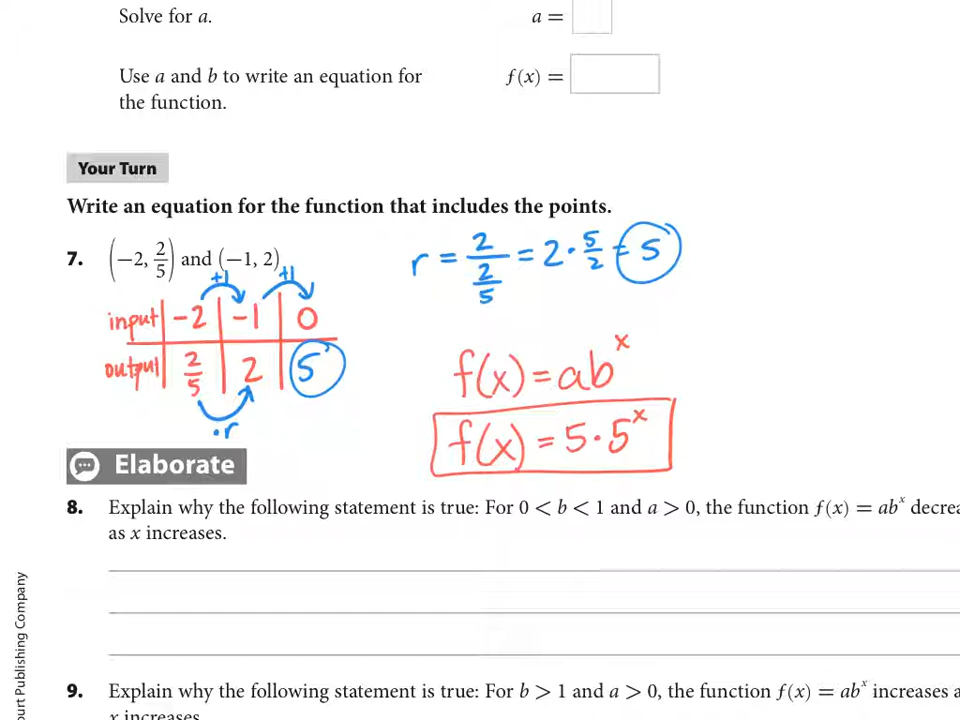 Solve for a. a =
Use a and b to write an equation for f(x) =
the function.
Your Turn
Write an equation for the function that includes the points.
7. (−2, 2/5) and (−1, 2)
r = 2/(2/5) = 2 · 5/2 = 5
+1 +1
input −2 −1 0
output 2/5 2 5
·r
f(x) = ab^x
f(x) = 5 · 5^x
Elaborate
8. Explain why the following statement is true: For 0 < b < 1 and a > 0, the function f(x) = ab^x decrea
as x increases.
9. Explain why the following statement is true: For b > 1 and a > 0, the function f(x) = ab^x increases a
x increases.
ourt Publishing Company